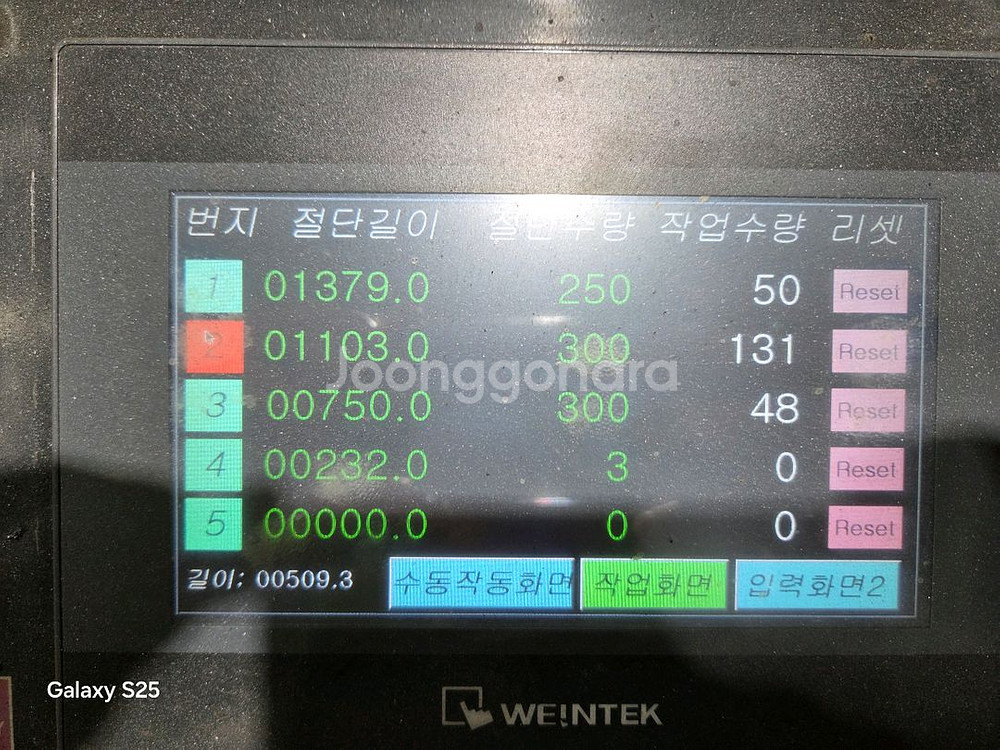 번지 절단길이 절단수량 작업수량 리셋
1 01379.0 250 50 Reset
2 01103.0 300 131 Reset
3 00750.0 300 48 Reset
4 00232.0 3 0 Reset
5 00000.0 0 0 Reset
길이: 00509.3 수동작동화면 작업화면 입력화면2
Joonggonara
Galaxy S25
WEINTEK